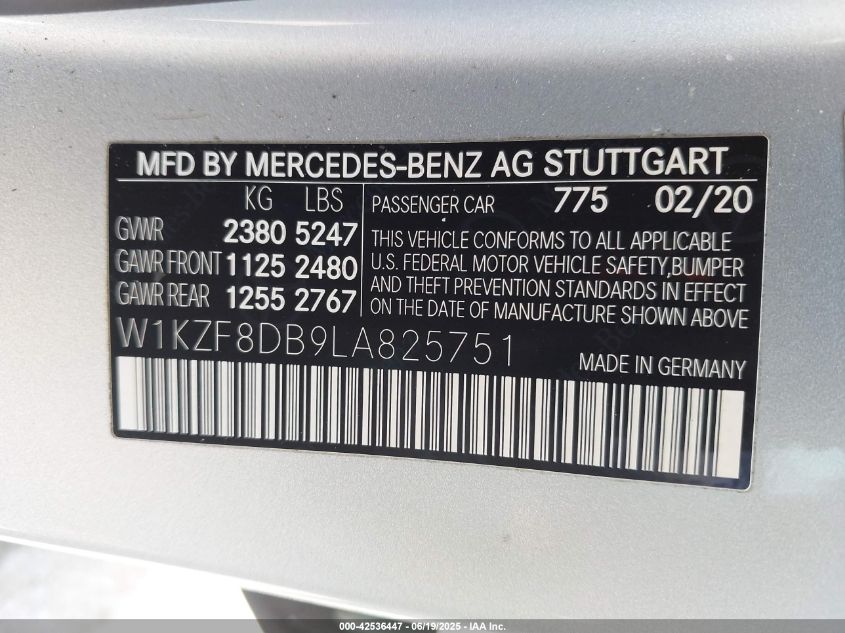 MFD BY MERCEDES-BENZ AG STUTTGART
KG LBS
GVWR 2380 5247
GAWR FRONT 1125 2480
GAWR REAR 1255 2767
PASSENGER CAR 775 02/20
THIS VEHICLE CONFORMS TO ALL APPLICABLE
U.S. FEDERAL MOTOR VEHICLE SAFETY,BUMPER
AND THEFT PREVENTION STANDARDS IN EFFECT
ON THE DATE OF MANUFACTURE SHOWN ABOVE
W1KZF8DB9LA825751
MADE IN GERMANY
000-42536447 - 06/19/2025 - IAA Inc.